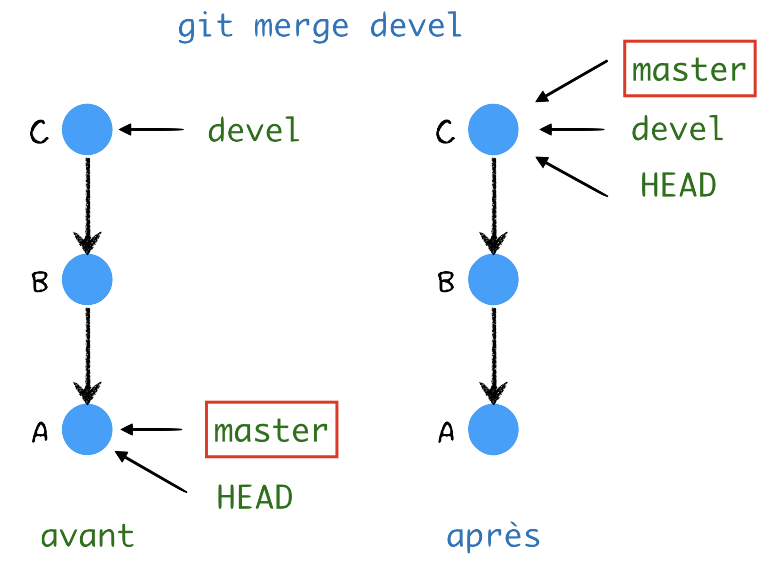 git merge devel
C
devel
B
A
master
HEAD
avant
C
master
devel
HEAD
B
A
après